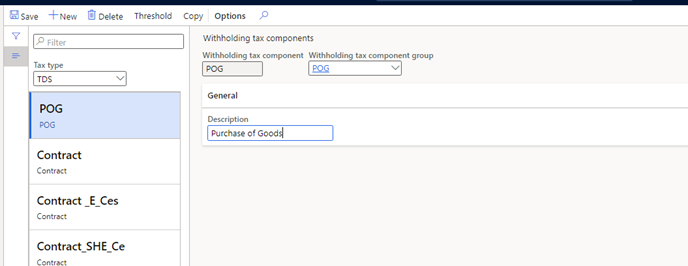 Save New Delete Threshold Copy Options
Filter
Tax type
TDS
POG
POG
Contract
Contract
Contract _E_Ces
Contract
Contract_SHE_Ce
Contract
Withholding tax components
Withholding tax component Withholding tax component group
POG POG
General
Description
Purchase of Goods